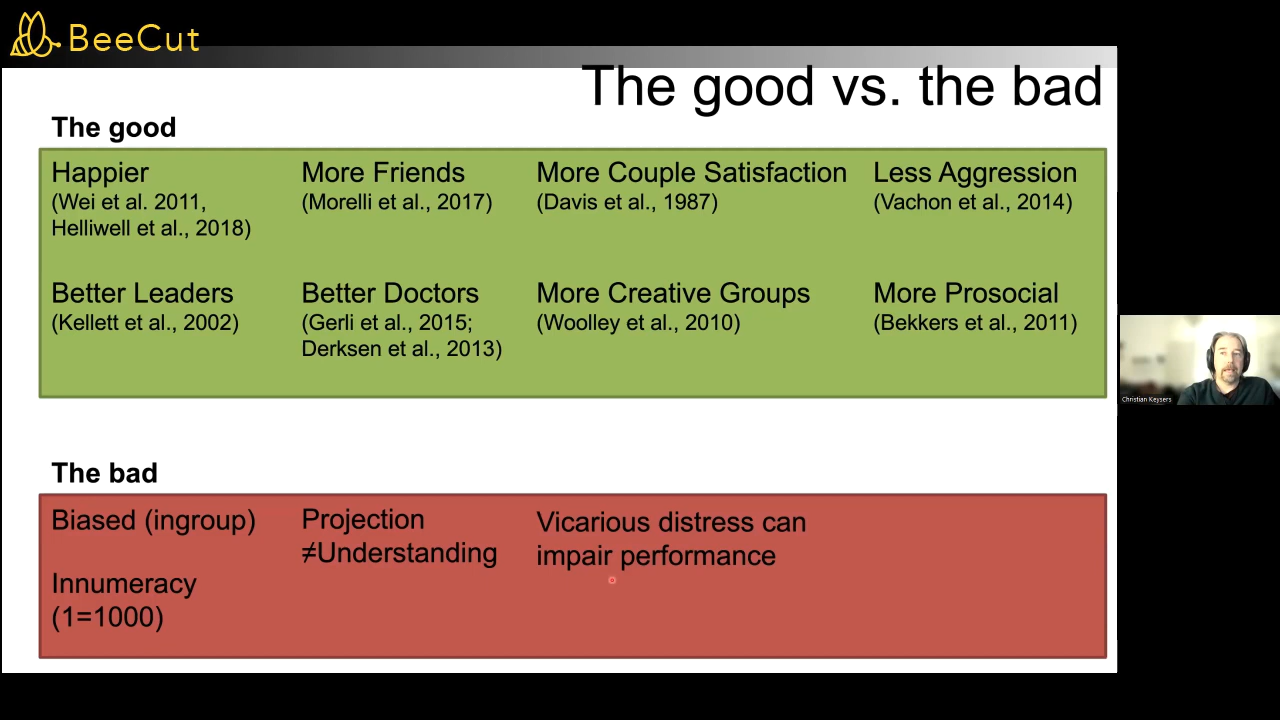 BeeCut
The good vs. the bad
The good
Happier
(Wei et al. 2011,
Helliwell et al., 2018)
More Friends
(Morelli et al., 2017)
More Couple Satisfaction
(Davis et al., 1987)
Less Aggression
(Vachon et al., 2014)
Better Leaders
(Kellett et al., 2002)
Better Doctors
(Gerli et al., 2015;
Derksen et al., 2013)
More Creative Groups
(Woolley et al., 2010)
More Prosocial
(Bekkers et al., 2011)
Christian Keysers
The bad
Biased (ingroup)
Innumeracy
(1=1000)
Projection
≠Understanding
Vicarious distress can
impair performance